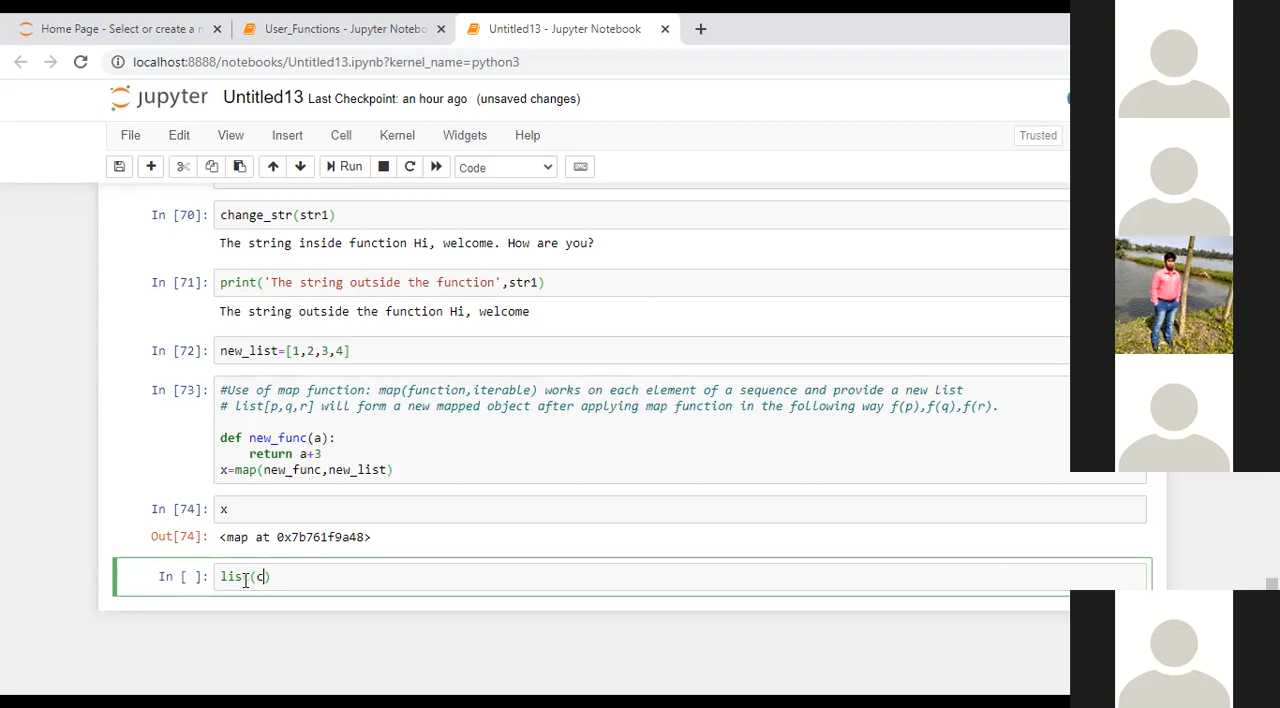 Home Page - Select or create a n
User_Functions - Jupyter Notebo
Untitled13 - Jupyter Notebook
localhost:8888/notebooks/Untitled13.ipynb?kernel_name=python3
jupyter Untitled13 Last Checkpoint: an hour ago (unsaved changes)
File Edit View Insert Cell Kernel Widgets Help Trusted
Run Code
In [70]: change_str(str1)
The string inside function Hi, welcome. How are you?
In [71]: print('The string outside the function',str1)
The string outside the function Hi, welcome
In [72]: new_list=[1,2,3,4]
In [73]: #Use of map function: map(function,iterable) works on each element of a sequence and provide a new list
# list[p,q,r] will form a new mapped object after applying map function in the following way f(p),f(q),f(r).
def new_func(a):
return a+3
x=map(new_func,new_list)
In [74]: x
Out[74]: <map at 0x7b761f9a48>
In [ ]: list(c)